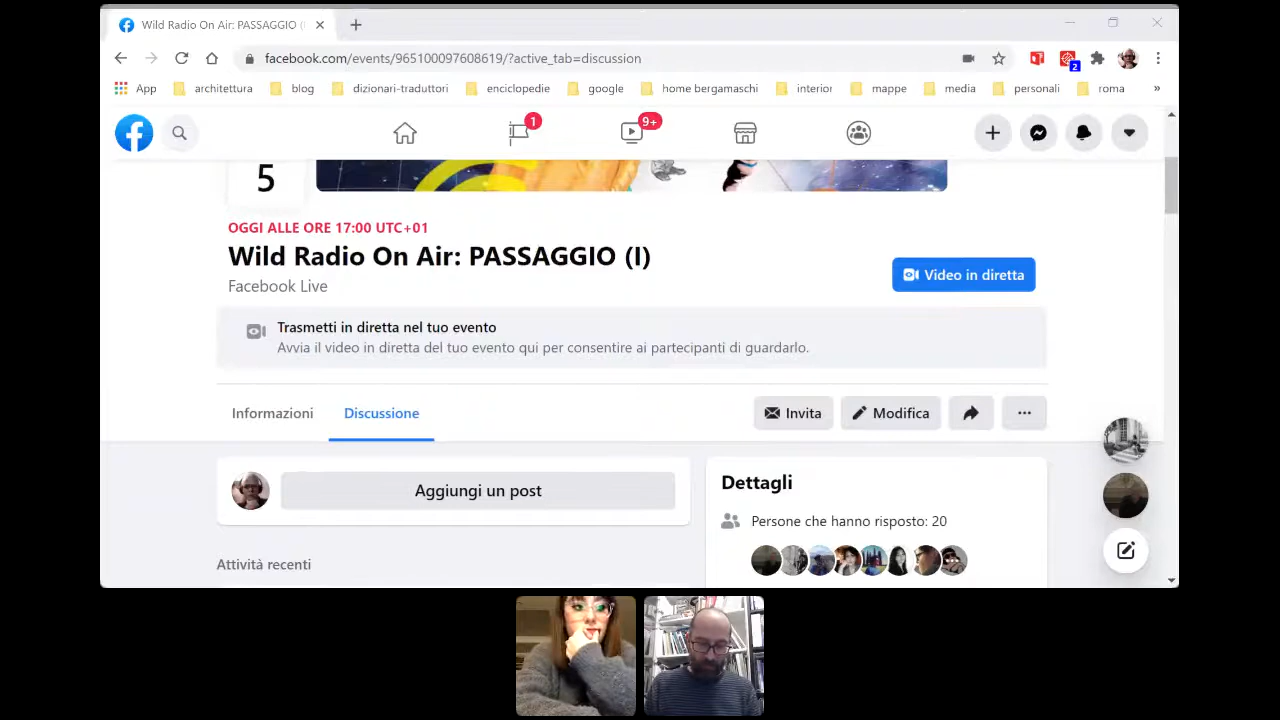 Wild Radio On Air: PASSAGGIO (
facebook.com/events/965100097608619/?active_tab=discussion
2
App architettura blog dizionari-traduttori enciclopedie google home bergamaschi interior mappe media personali roma »
1
9+
5
OGGI ALLE ORE 17:00 UTC+01
Wild Radio On Air: PASSAGGIO (I)
Video in diretta
Facebook Live
Trasmetti in diretta nel tuo evento
Avvia il video in diretta del tuo evento qui per consentire ai partecipanti di guardarlo.
Informazioni Discussione Invita Modifica
Aggiungi un post
Dettagli
Persone che hanno risposto: 20
Attività recenti